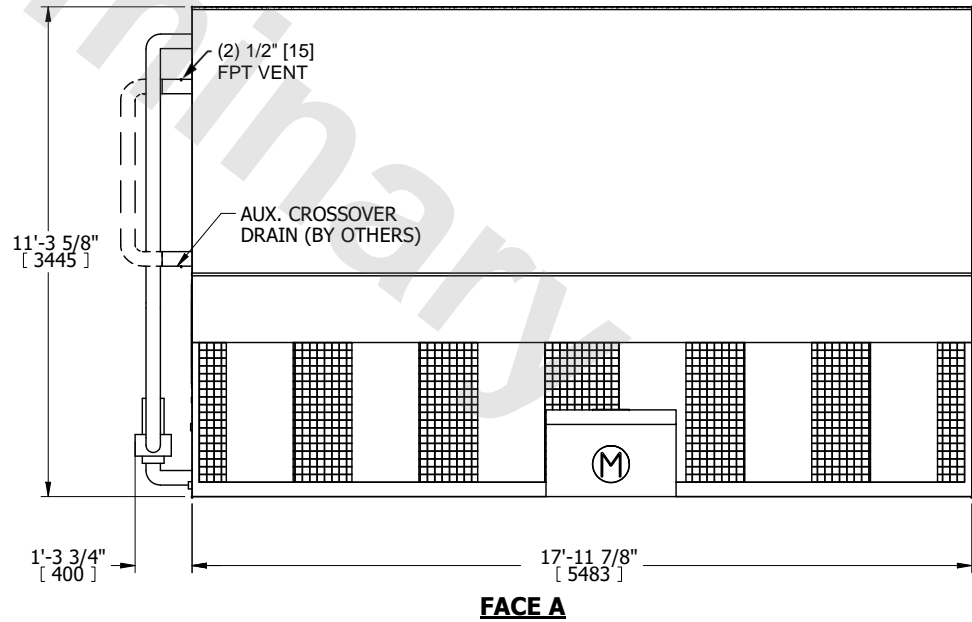 (2) 1/2" [15]
FPT VENT
AUX. CROSSOVER
DRAIN (BY OTHERS)
11'-3 5/8"
[ 3445 ]
M
1'-3 3/4"
[ 400 ]
17'-11 7/8"
[ 5483 ]
FACE A